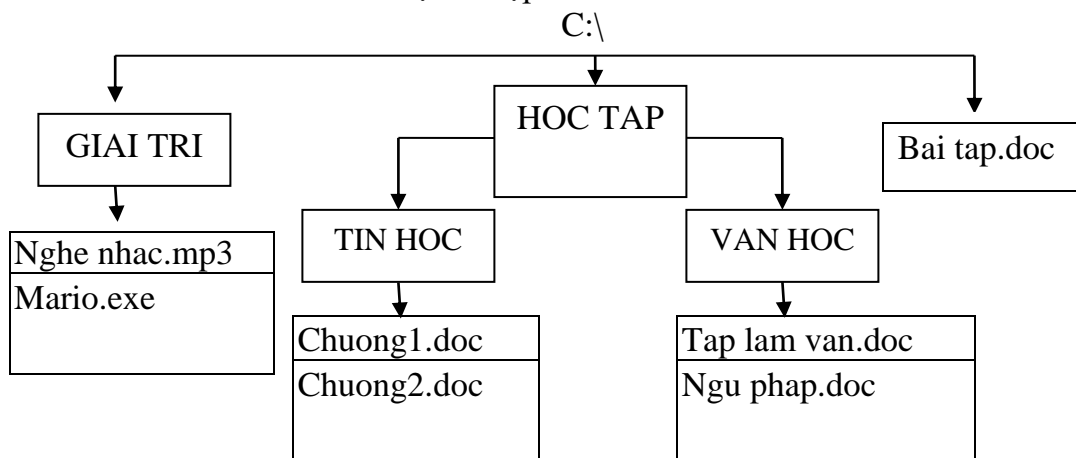 C:\
GIAI TRI
HOC TAP
Bai tap.doc
Nghe nhac.mp3
Mario.exe
TIN HOC
VAN HOC
Chuong1.doc
Chuong2.doc
Tap lam van.doc
Ngu phap.doc